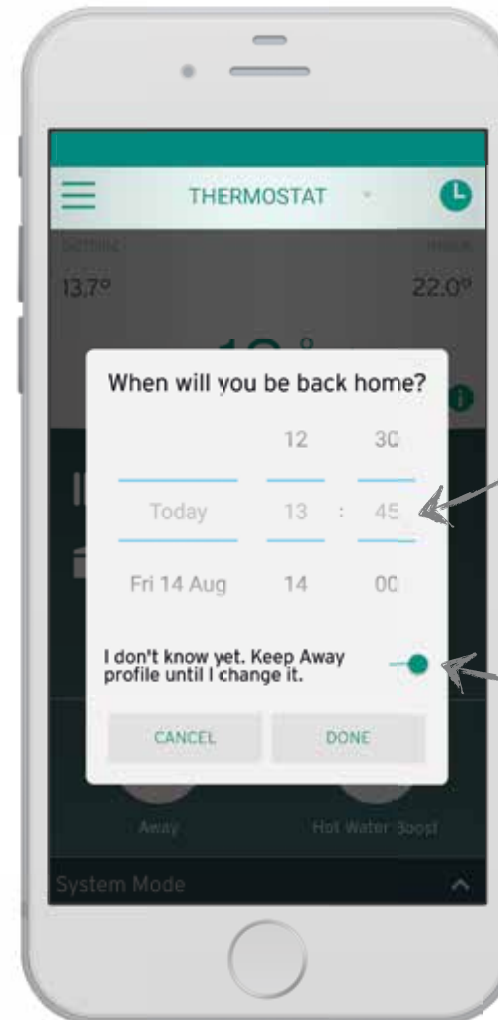 THERMOSTAT
13.7° 22.0°
When will you be back home?
12 30
Today 13 : 45
Fri 14 Aug 14 00
I don't know yet. Keep Away
profile until I change it.
CANCEL DONE
Away Hot Water Boost
System Mode